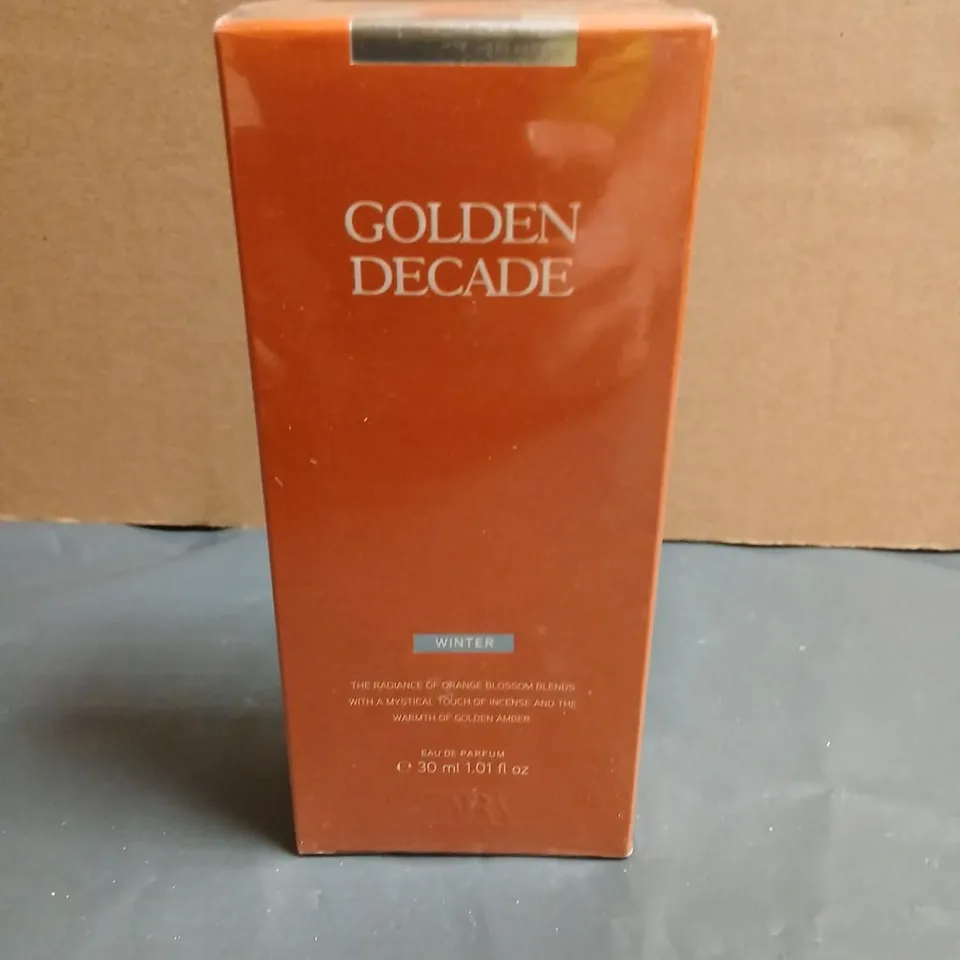 GOLDEN
DECADE
WINTER
THE RADIANCE OF ORANGE BLOSSOM BLENDS
WITH A MYSTICAL TOUCH OF INCENSE AND THE
WARMTH OF GOLDEN AMBER
EAU DE PARFUM
℮ 30 ml 1.01 fl oz